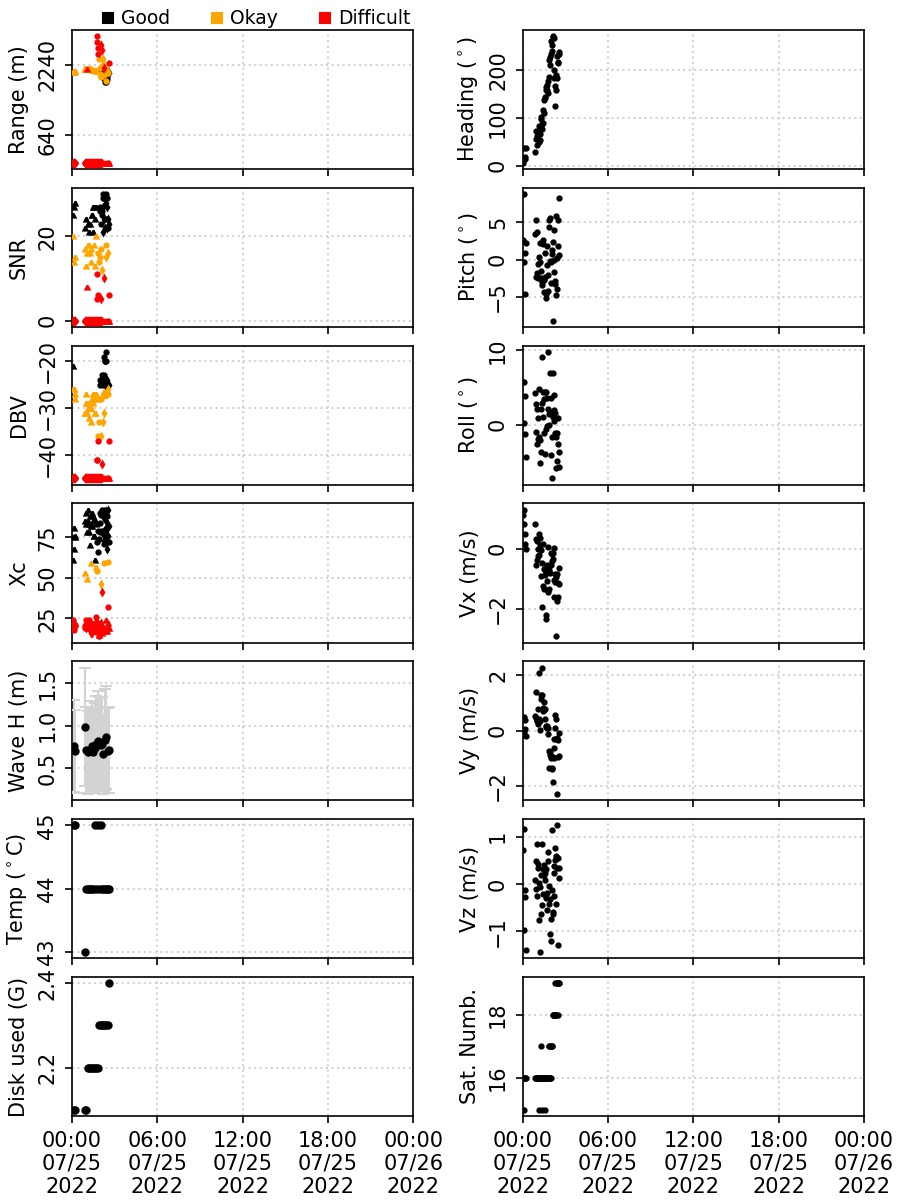 Good Okay Difficult
Range (m)
2240
640
Heading (°)
200
100
0
SNR
20
0
Pitch (°)
5
0
−5
DBV
−20
−30
−40
Roll (°)
10
0
Xc
75
50
25
Vx (m/s)
0
−2
Wave H (m)
1.5
1.0
0.5
Vy (m/s)
2
0
−2
Temp (°C)
45
44
43
Vz (m/s)
1
0
−1
Disk used (G)
2.4
2.2
Sat. Numb.
18
16
00:00 06:00 12:00 18:00 00:00
07/25 07/25 07/25 07/25 07/26
2022 2022 2022 2022 2022
00:00 06:00 12:00 18:00 00:00
07/25 07/25 07/25 07/25 07/26
2022 2022 2022 2022 2022